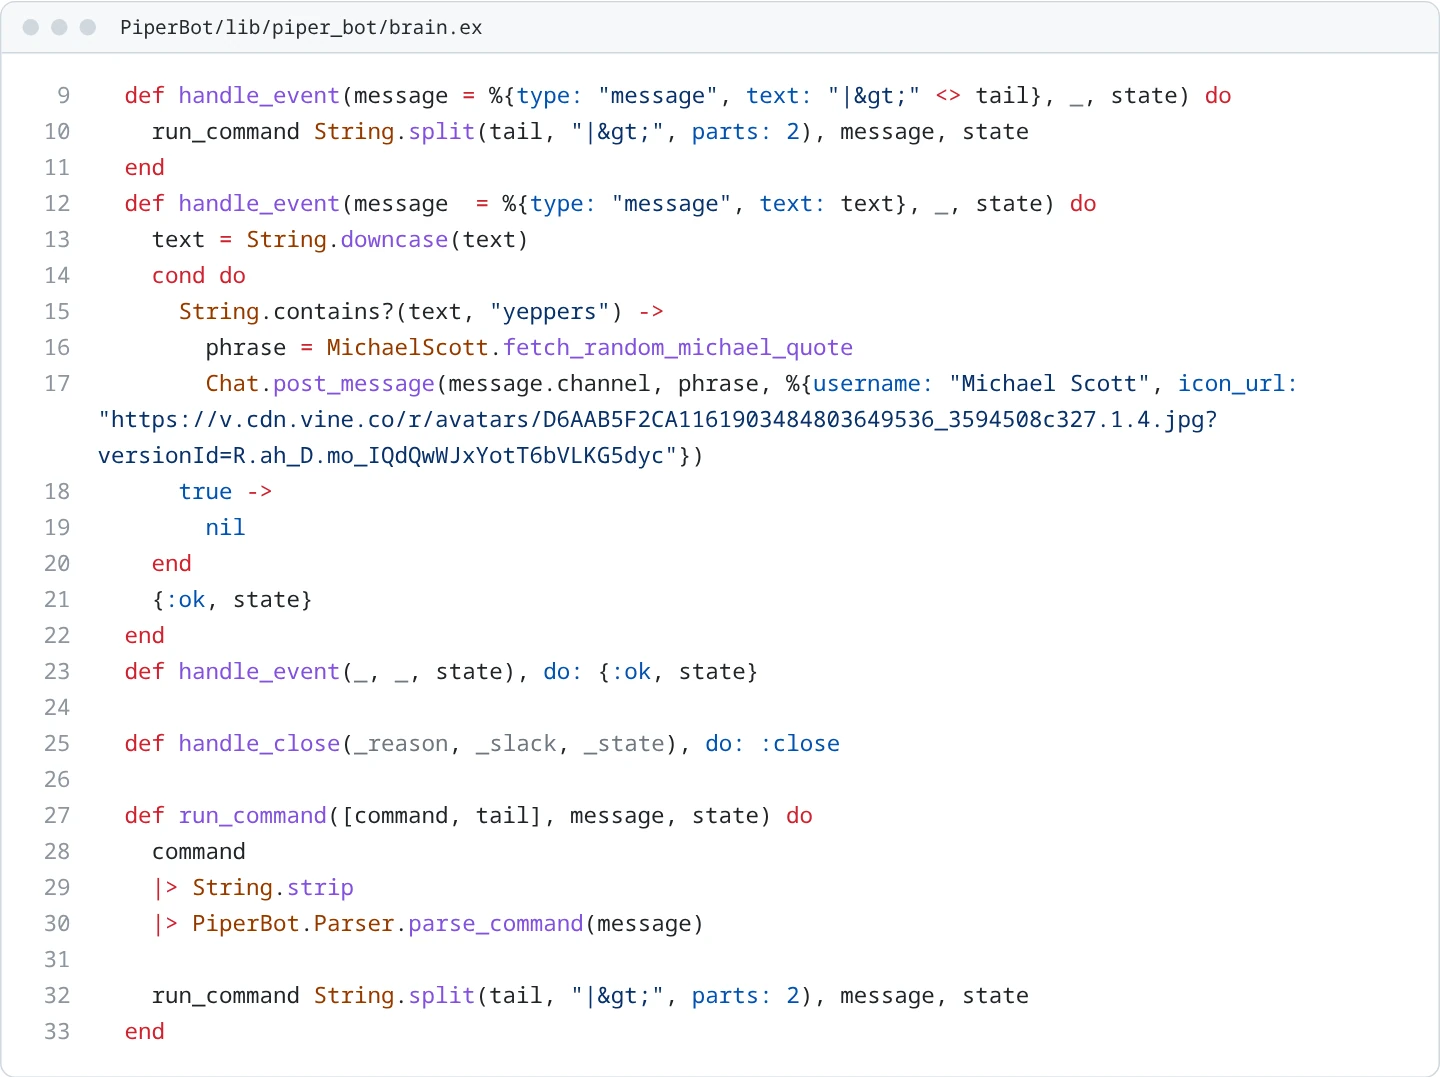 PiperBot/lib/piper_bot/brain.ex
9 def handle_event(message = %{type: "message", text: "|&gt;" <> tail}, _, state) do
10 run_command String.split(tail, "|&gt;", parts: 2), message, state
11 end
12 def handle_event(message  = %{type: "message", text: text}, _, state) do
13 text = String.downcase(text)
14 cond do
15 String.contains?(text, "yeppers") ->
16 phrase = MichaelScott.fetch_random_michael_quote
17 Chat.post_message(message.channel, phrase, %{username: "Michael Scott", icon_url:
"https://v.cdn.vine.co/r/avatars/D6AAB5F2CA1161903484803649536_3594508c327.1.4.jpg?
versionId=R.ah_D.mo_IQdQwWJxYotT6bVLKG5dyc"})
18 true ->
19 nil
20 end
21 {:ok, state}
22 end
23 def handle_event(_, _, state), do: {:ok, state}
24
25 def handle_close(_reason, _slack, _state), do: :close
26
27 def run_command([command, tail], message, state) do
28 command
29 |> String.strip
30 |> PiperBot.Parser.parse_command(message)
31
32 run_command String.split(tail, "|&gt;", parts: 2), message, state
33 end